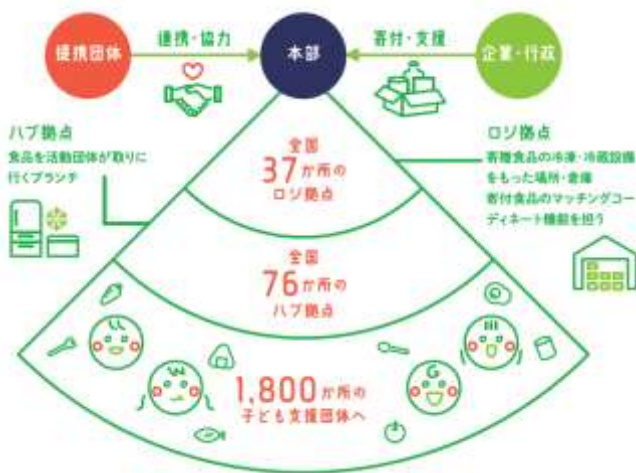 提携団体
連携・協力
本部
寄付・支援
企業・行政
ハブ拠点
食品を活動団体が取りに
行くブランチ
ロジ拠点
寄贈食品の冷凍・冷蔵設備
をもった場所・倉庫
寄付食品のマッチングコー
ディネート機能を担う
全国
37か所の
ロジ拠点
全国
76か所の
ハブ拠点
1,800か所の
子ども支援団体へ